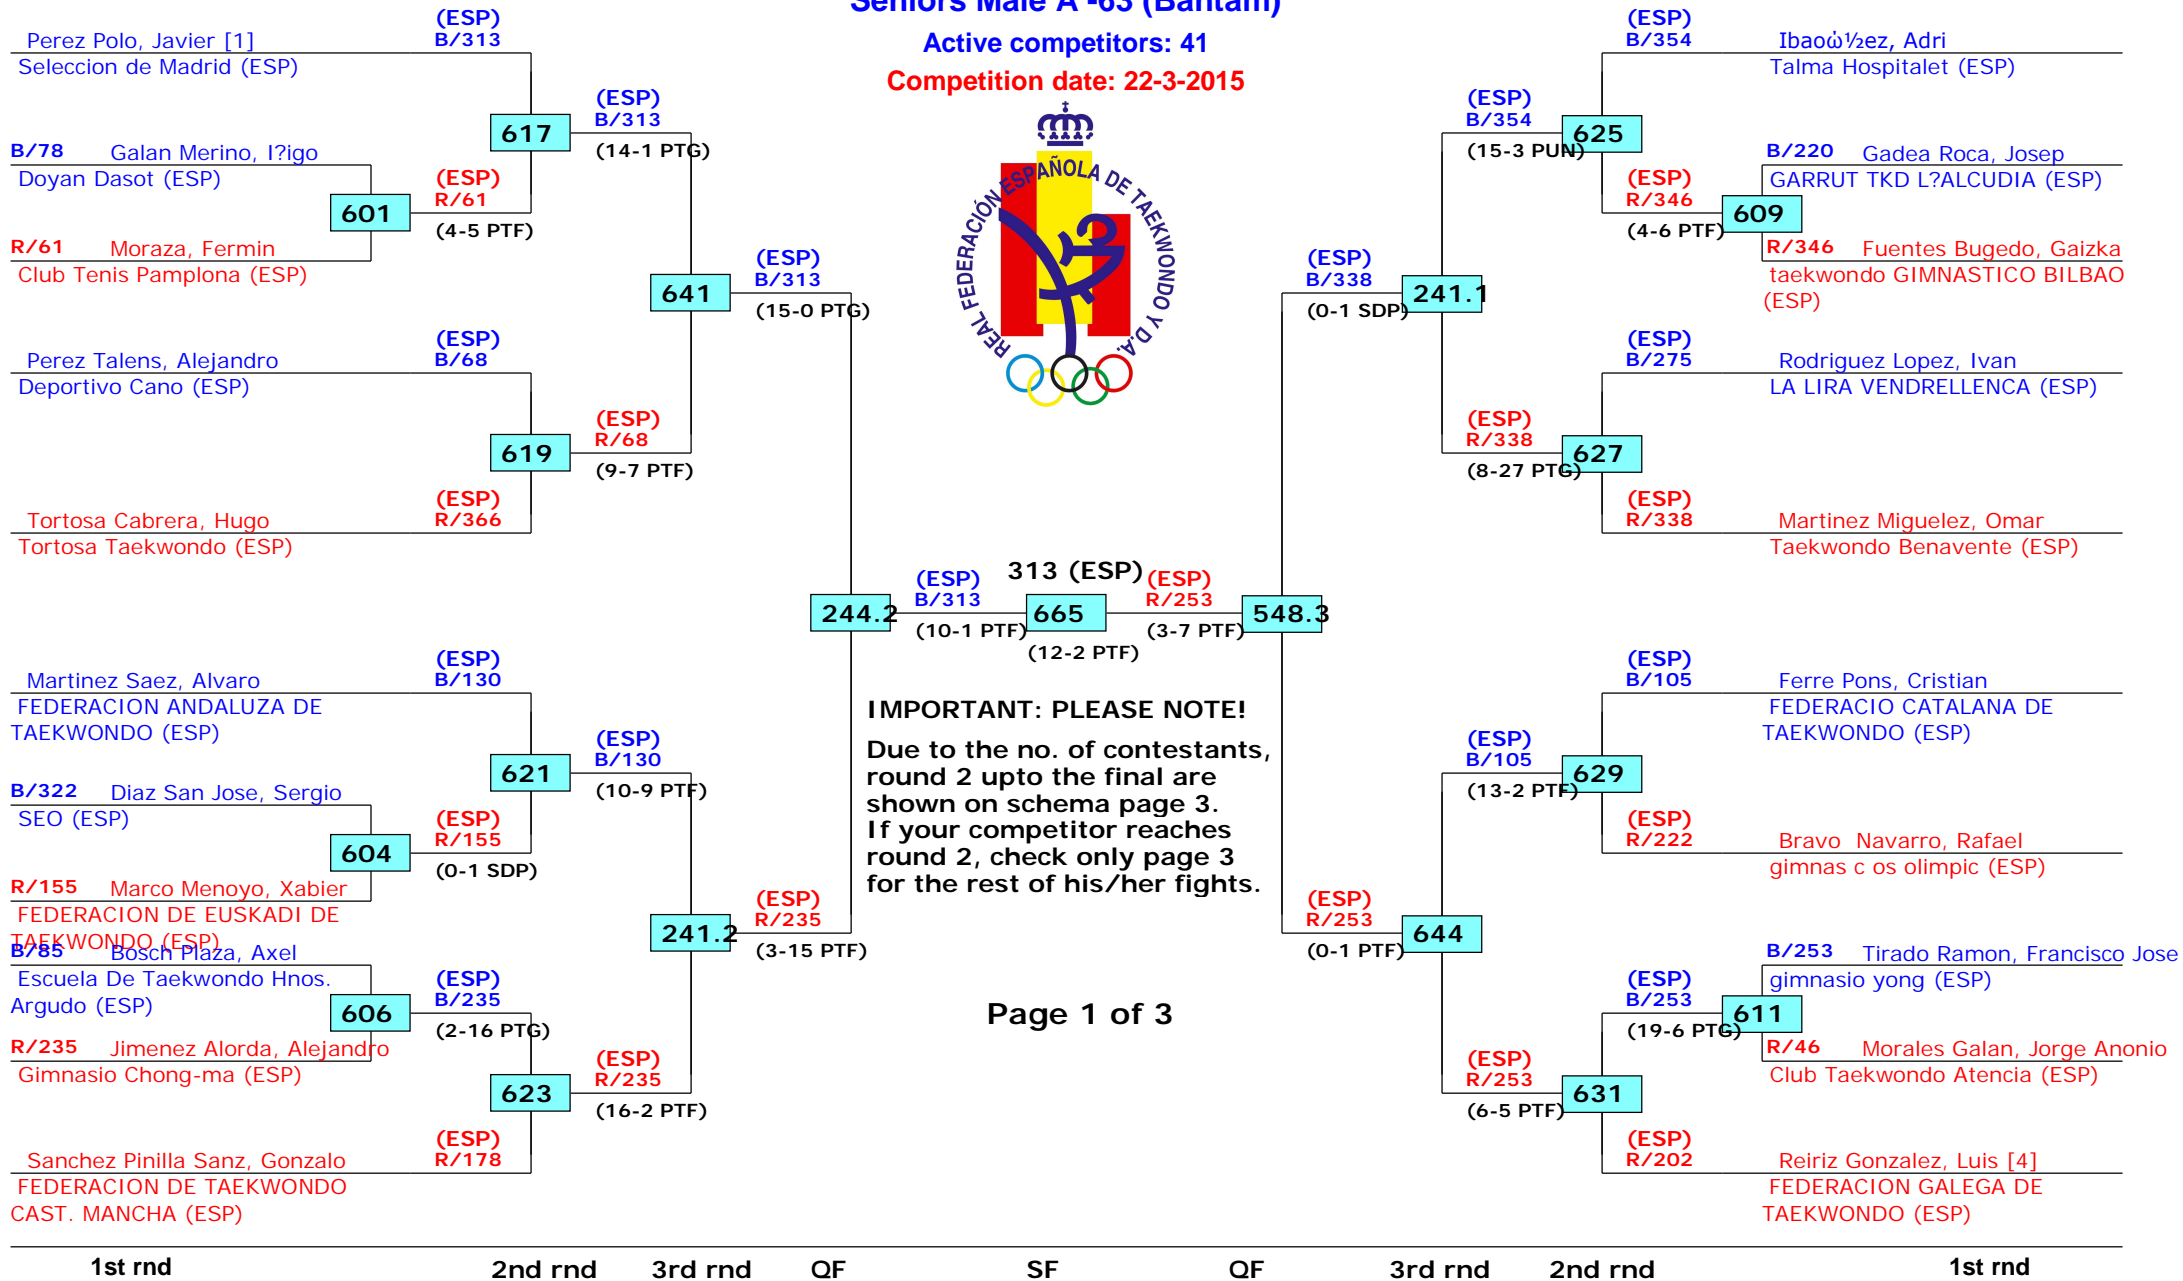 Seniors Male A -63 (Bantam)
Active competitors: 41
Competition date: 22-3-2015
REAL FEDERACIÓN ESPAÑOLA DE TAEKWONDO Y D.A.
(ESP)
B/313
Perez Polo, Javier [1]
Seleccion de Madrid (ESP)
617
(ESP)
B/313
(14-1 PTG)
B/78 Galan Merino, I?igo
Doyan Dasot (ESP)
601
(ESP)
R/61
(4-5 PTF)
R/61 Moraza, Fermin
Club Tenis Pamplona (ESP)
641
(ESP)
B/313
(15-0 PTG)
Perez Talens, Alejandro
Deportivo Cano (ESP)
(ESP)
B/68
619
(ESP)
R/68
(9-7 PTF)
(ESP)
R/366
Tortosa Cabrera, Hugo
Tortosa Taekwondo (ESP)
244.2
(ESP)
B/313
(10-1 PTF)
313 (ESP)
665
(12-2 PTF)
(ESP)
R/253
(3-7 PTF)
548.3
Martinez Saez, Alvaro
FEDERACION ANDALUZA DE
TAEKWONDO (ESP)
(ESP)
B/130
621
(ESP)
B/130
(10-9 PTF)
B/322 Diaz San Jose, Sergio
SEO (ESP)
604
(ESP)
R/155
(0-1 SDP)
R/155 Marco Menoyo, Xabier
FEDERACION DE EUSKADI DE
TAEKWONDO (ESP)
241.2
(ESP)
R/235
(3-15 PTF)
B/85 Bosch Plaza, Axel
Escuela De Taekwondo Hnos.
Argudo (ESP)
606
(ESP)
B/235
(2-16 PTG)
R/235 Jimenez Alorda, Alejandro
Gimnasio Chong-ma (ESP)
623
(ESP)
R/235
(16-2 PTF)
(ESP)
R/178
Sanchez Pinilla Sanz, Gonzalo
FEDERACION DE TAEKWONDO
CAST. MANCHA (ESP)
IMPORTANT: PLEASE NOTE!
Due to the no. of contestants,
round 2 upto the final are
shown on schema page 3.
If your competitor reaches
round 2, check only page 3
for the rest of his/her fights.
Page 1 of 3
(ESP)
B/354
Ibaoώ½ez, Adri
Talma Hospitalet (ESP)
(ESP)
B/354
(15-3 PUN)
625
B/220 Gadea Roca, Josep
GARRUT TKD L?ALCUDIA (ESP)
(ESP)
R/346
(4-6 PTF)
609
R/346 Fuentes Bugedo, Gaizka
taekwondo GIMNASTICO BILBAO
(ESP)
(ESP)
B/338
(0-1 SDP)
241.1
(ESP)
B/275
Rodriguez Lopez, Ivan
LA LIRA VENDRELLENCA (ESP)
(ESP)
R/338
(8-27 PTG)
627
(ESP)
R/338
Martinez Miguelez, Omar
Taekwondo Benavente (ESP)
(ESP)
B/105
Ferre Pons, Cristian
FEDERACIO CATALANA DE
TAEKWONDO (ESP)
(ESP)
B/105
(13-2 PTF)
629
(ESP)
R/222
Bravo  Navarro, Rafael
gimnas c os olimpic (ESP)
(ESP)
R/253
(0-1 PTF)
644
B/253 Tirado Ramon, Francisco Jose
gimnasio yong (ESP)
(ESP)
B/253
(19-6 PTG)
611
R/46 Morales Galan, Jorge Anonio
Club Taekwondo Atencia (ESP)
(ESP)
R/253
(6-5 PTF)
631
(ESP)
R/202
Reiriz Gonzalez, Luis [4]
FEDERACION GALEGA DE
TAEKWONDO (ESP)
1st rnd 2nd rnd 3rd rnd QF SF QF 3rd rnd 2nd rnd 1st rnd